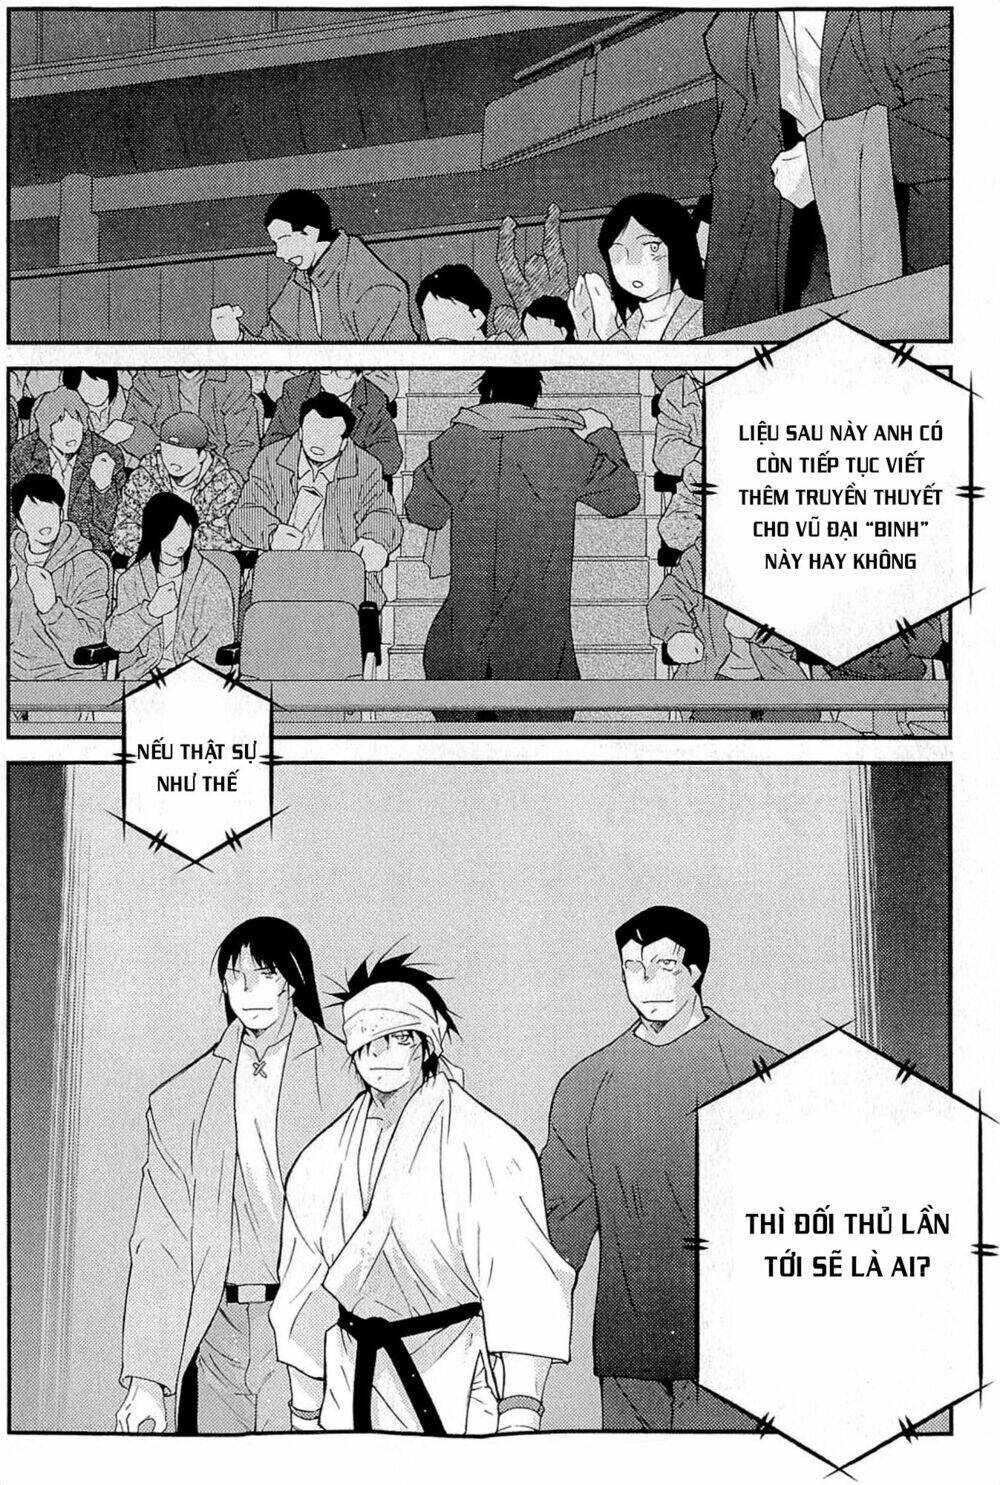 LIỆU SAU NÀY ANH CÓ
CÒN TIẾP TỤC VIẾT
THÊM TRUYỀN THUYẾT
CHO VŨ ĐẠI “BINH”
NÀY HAY KHÔNG
NẾU THẬT SỰ
NHƯ THẾ
THÌ ĐỐI THỦ LẦN
TỚI SẼ LÀ AI?